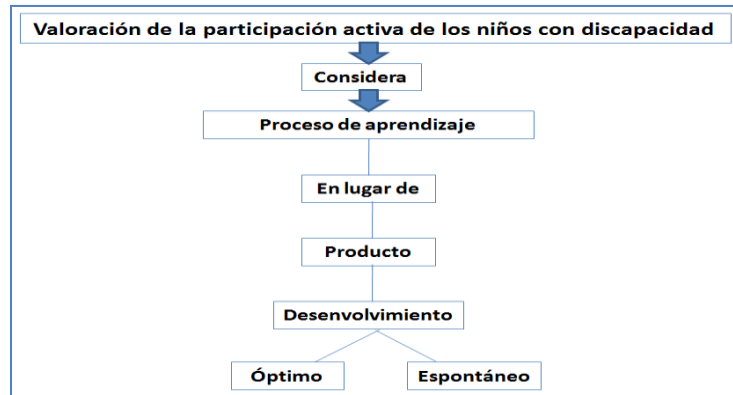 Valoración de la participación activa de los niños con discapacidad
Considera
Proceso de aprendizaje
En lugar de
Producto
Desenvolvimiento
Óptimo
Espontáneo